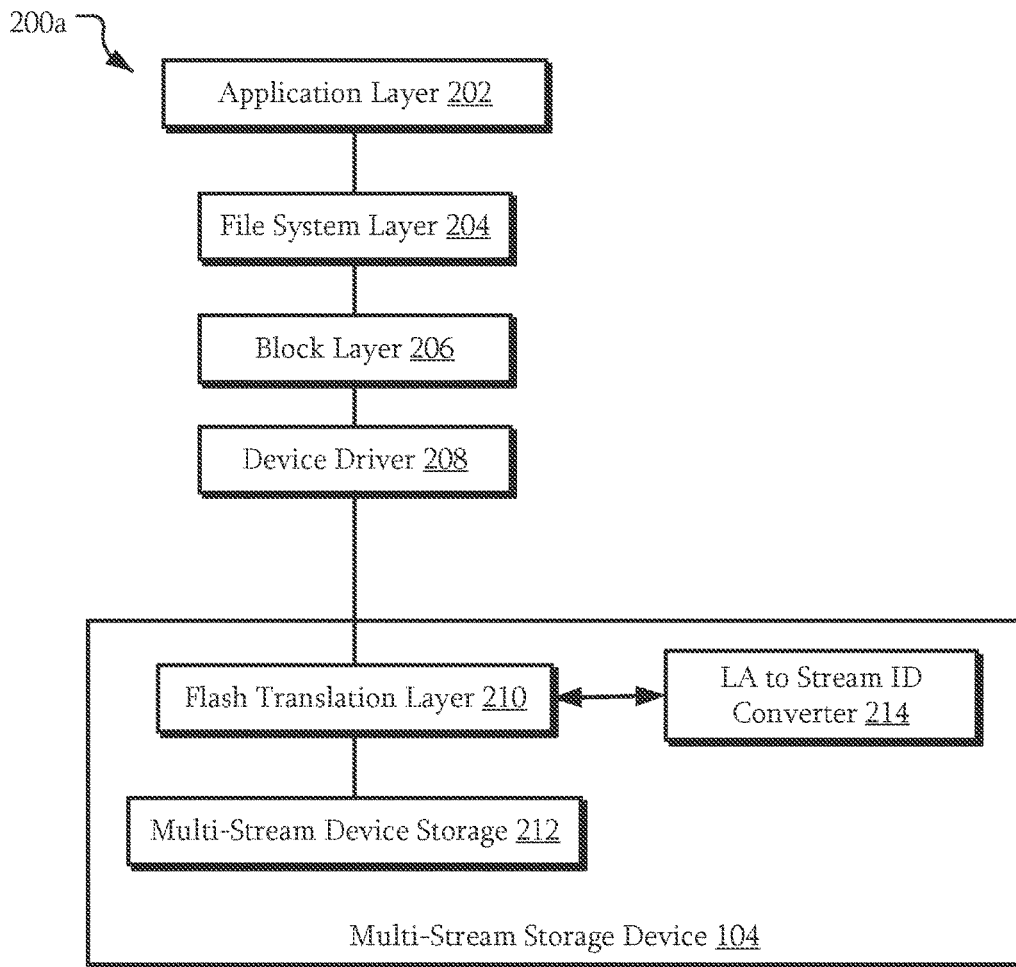 200a
Application Layer 202
File System Layer 204
Block Layer 206
Device Driver 208
Flash Translation Layer 210
LA to Stream ID
Converter 214
Multi-Stream Device Storage 212
Multi-Stream Storage Device 104